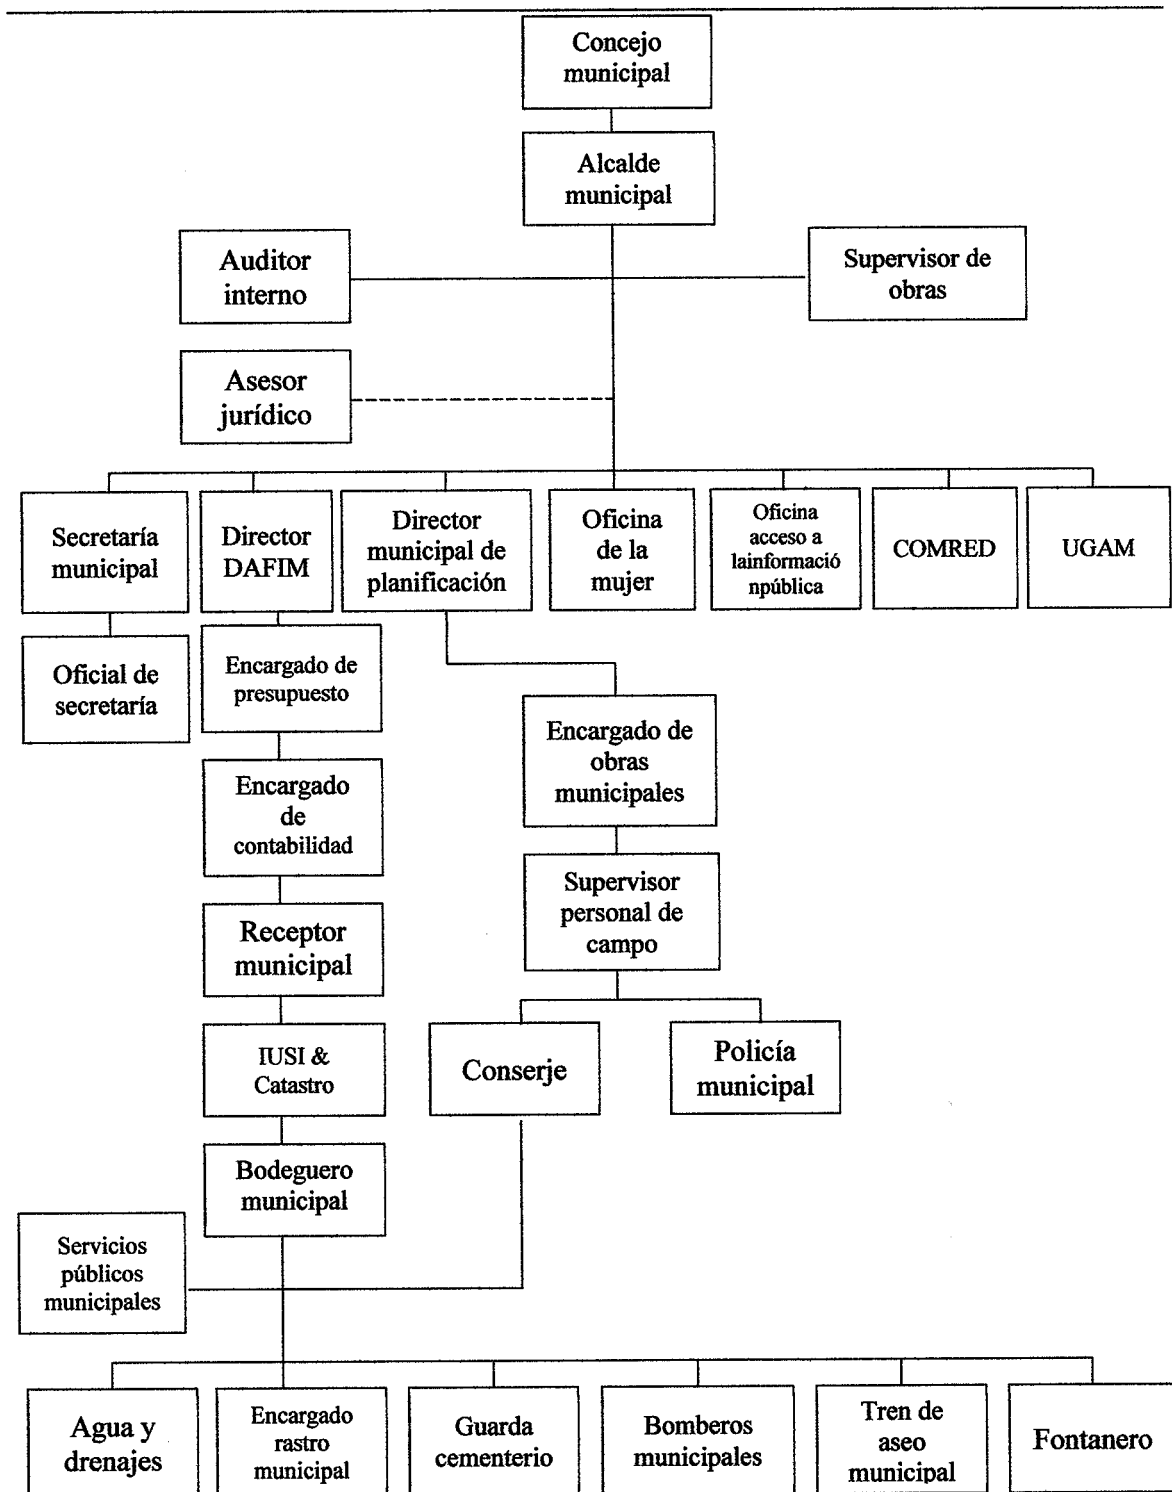 Concejo
municipal
Alcalde
municipal
Auditor
interno
Supervisor de
obras
Asesor
jurídico
Secretaría
municipal
Director
DAFIM
Director
municipal de
planificación
Oficina
de la
mujer
Oficina
acceso a
lainformació
npública
COMRED
UGAM
Oficial de
secretaría
Encargado de
presupuesto
Encargado de
obras
municipales
Encargado
de
contabilidad
Supervisor
personal de
campo
Receptor
municipal
IUSI &
Catastro
Conserje
Policía
municipal
Bodeguero
municipal
Servicios
públicos
municipales
Agua y
drenajes
Encargado
rastro
municipal
Guarda
cementerio
Bomberos
municipales
Tren de
aseo
municipal
Fontanero